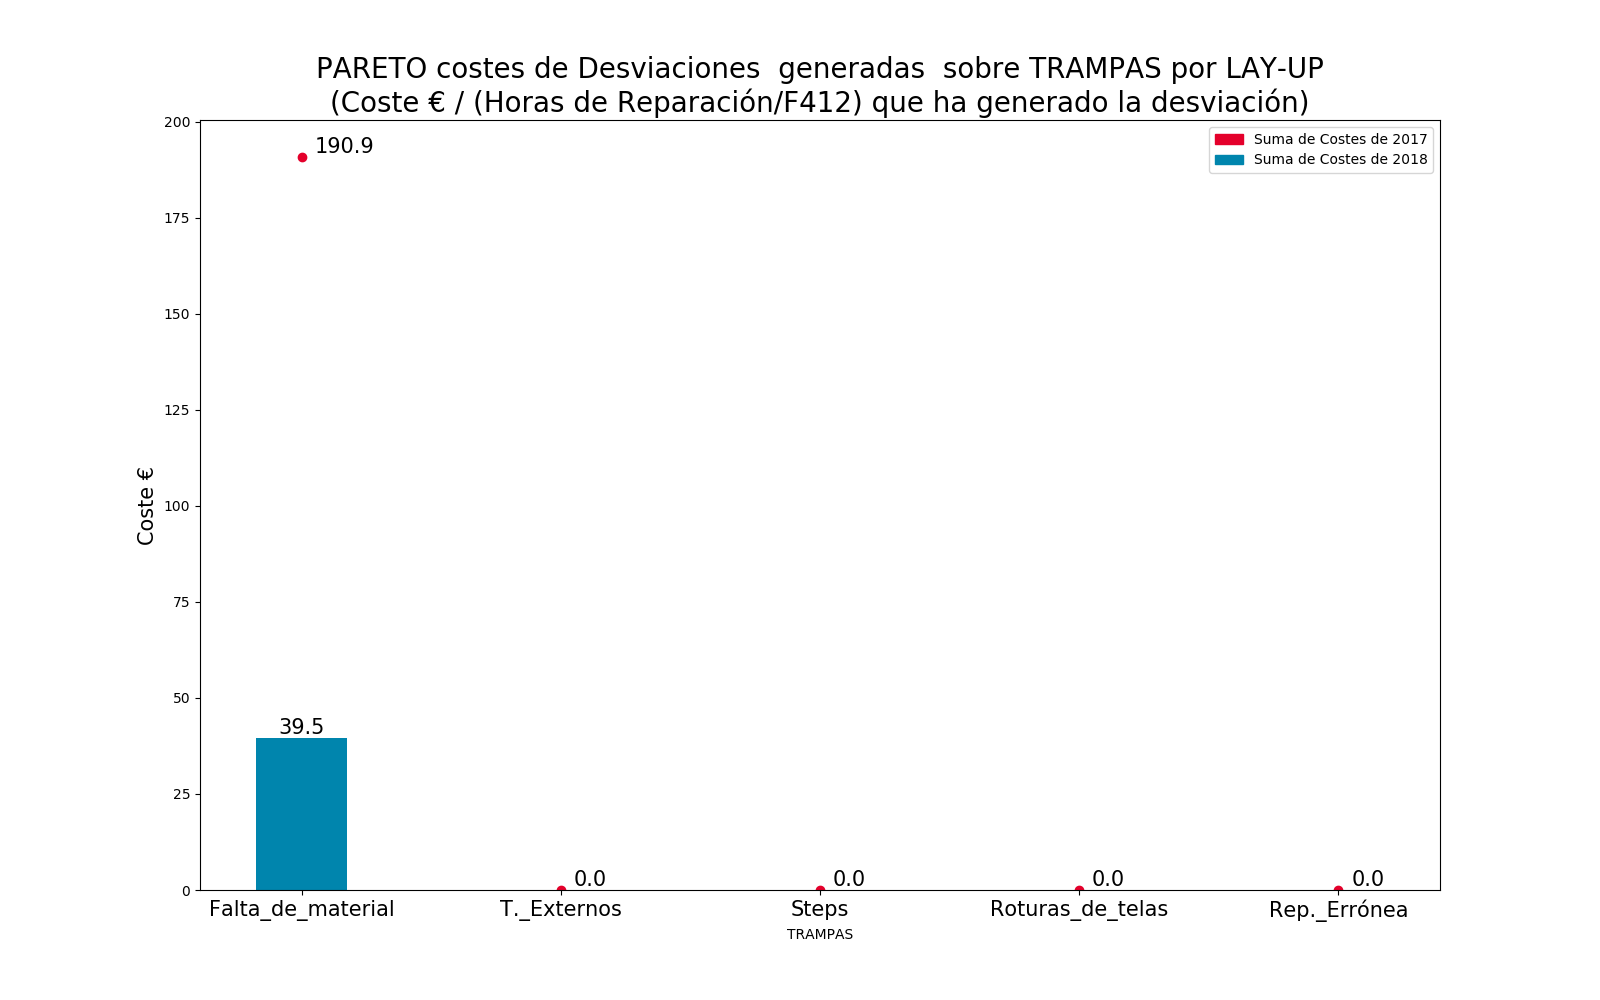 PARETO costes de Desviaciones  generadas  sobre TRAMPAS por LAY-UP
(Coste € / (Horas de Reparación/F412) que ha generado la desviación)
Suma de Costes de 2017
Suma de Costes de 2018
Coste €
200
175
150
125
100
75
50
25
0
190.9
39.5
0.0
0.0
0.0
0.0
Falta_de_material
T._Externos
Steps
Roturas_de_telas
Rep._Errónea
TRAMPAS